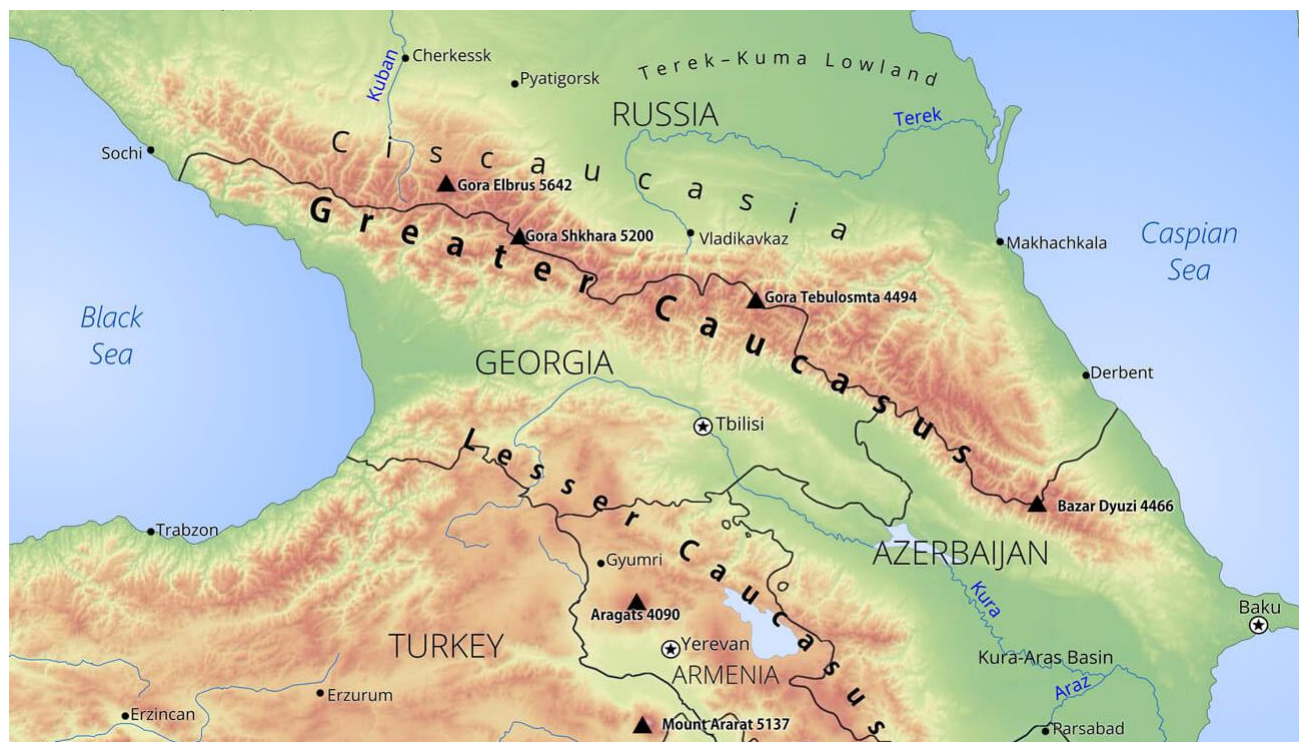 Cherkessk
Kuban
Pyatigorsk
Terek–Kuma Lowland
RUSSIA
Terek
Sochi
Ciscaucasia
Gora Elbrus 5642
Greater Caucasus
Gora Shkhara 5200
Vladikavkaz
Makhachkala
Caspian
Sea
Gora Tebulosmta 4494
Black
Sea
GEORGIA
Derbent
Tbilisi
Lesser Caucasus
Bazar Dyuzi 4466
Trabzon
AZERBAIJAN
Gyumri
Kura
Aragats 4090
Baku
TURKEY
Yerevan
ARMENIA
Kura-Aras Basin
Araz
Erzurum
Erzincan
Mount Ararat 5137
Parsabad